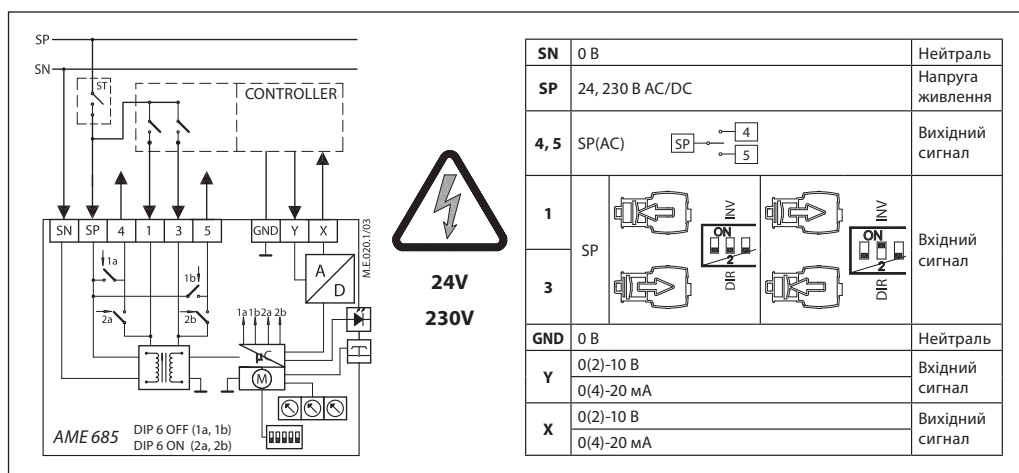 SP
SN
ST
CONTROLLER
SN SP 4 1 3 5 GND Y X
M.E.020.1/03
1a
1b
2a
2b
A
D
1a 1b 2a 2b
µC
M
AME 685
DIP 6 OFF (1a, 1b)
DIP 6 ON (2a, 2b)
24V
230V
SN 0 В Нейтраль
SP 24, 230 В AC/DC Напруга
живлення
4, 5 SP(AC) SP 4 5 Вихідний
сигнал
1
3
SP
INV
ON
2
DIR
INV
ON
2
DIR
Вхідний
сигнал
GND 0 В Нейтраль
Y
0(2)-10 В
0(4)-20 мА
Вхідний
сигнал
X
0(2)-10 В
0(4)-20 мА
Вихідний
сигнал